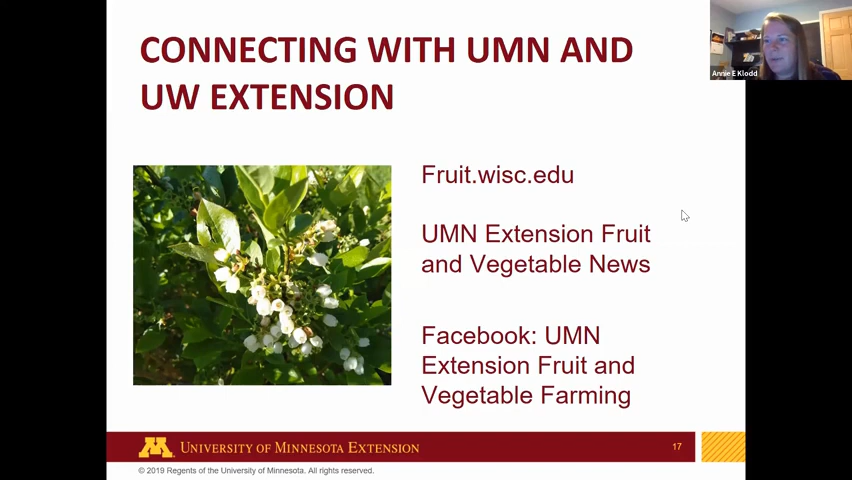 CONNECTING WITH UMN AND
UW EXTENSION
Annie E Klodd
Fruit.wisc.edu
UMN Extension Fruit
and Vegetable News
Facebook: UMN
Extension Fruit and
Vegetable Farming
M
UNIVERSITY OF MINNESOTA EXTENSION
17
© 2019 Regents of the University of Minnesota. All rights reserved.